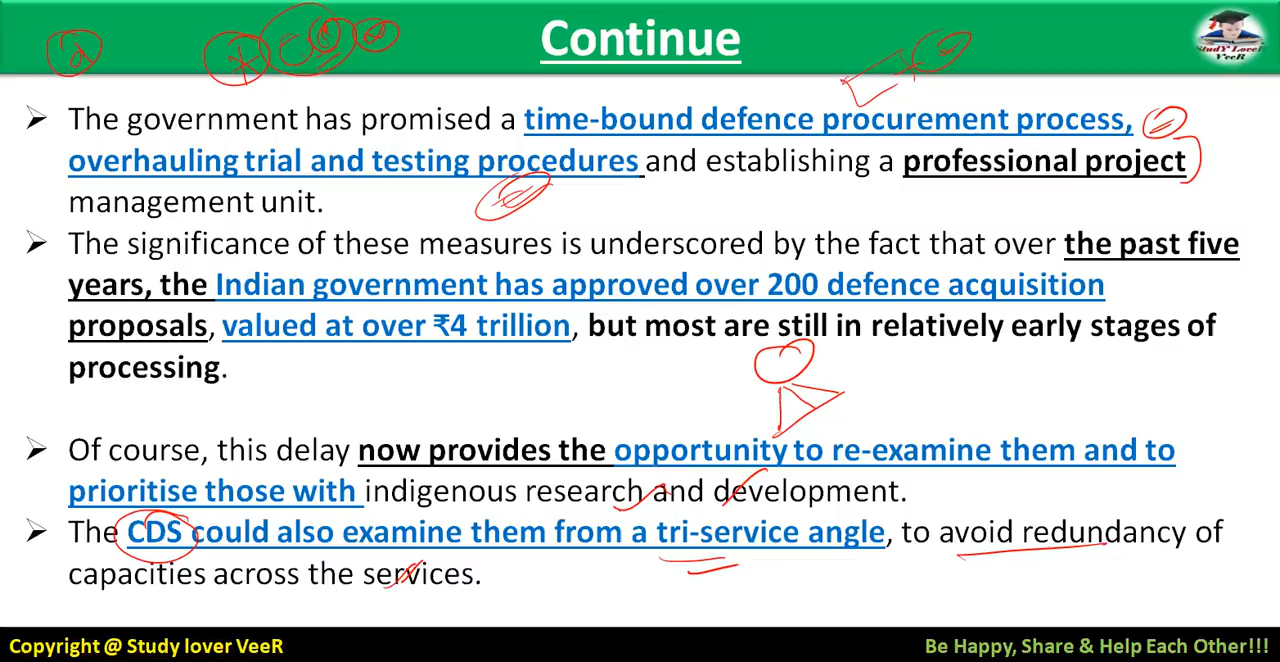 Continue
StudY LoveR
VeeR
➤ The government has promised a time-bound defence procurement process,
overhauling trial and testing procedures and establishing a professional project
management unit.
➤ The significance of these measures is underscored by the fact that over the past five
years, the Indian government has approved over 200 defence acquisition
proposals, valued at over ₹4 trillion, but most are still in relatively early stages of
processing.
➤ Of course, this delay now provides the opportunity to re-examine them and to
prioritise those with indigenous research and development.
➤ The CDS could also examine them from a tri-service angle, to avoid redundancy of
capacities across the services.
Copyright @ Study lover VeeR
Be Happy, Share & Help Each Other!!!